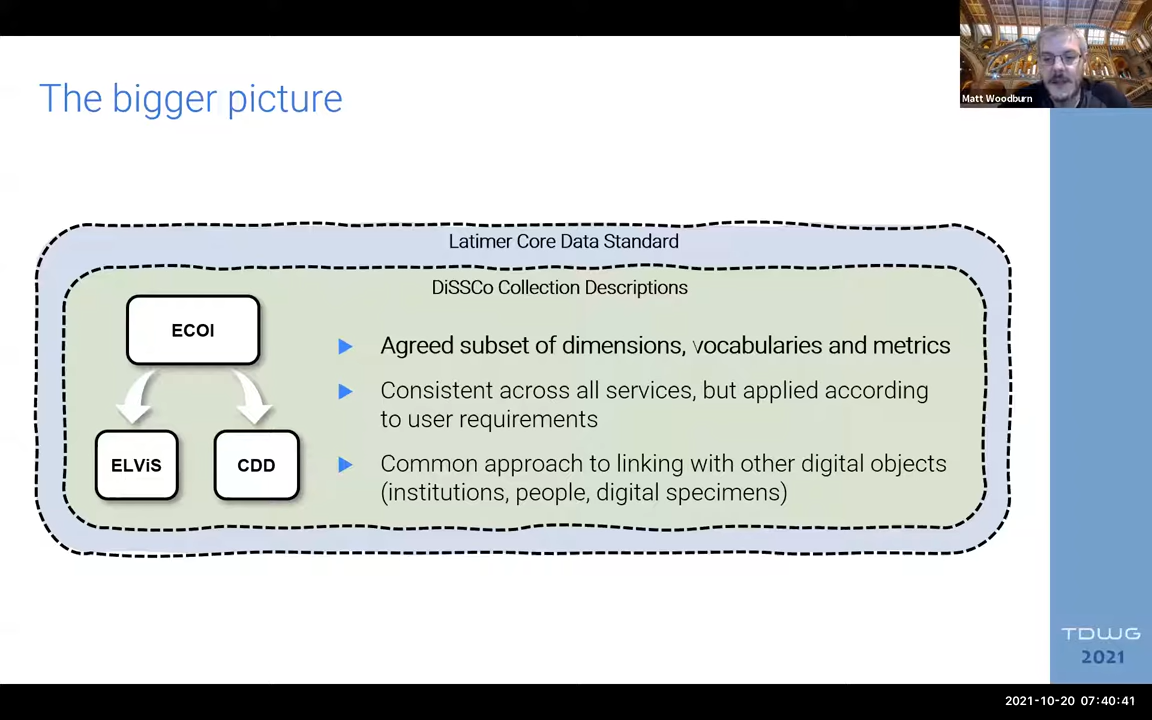 Matt Woodburn
The bigger picture
Latimer Core Data Standard
DiSSCo Collection Descriptions
ECOI
ELViS
CDD
Agreed subset of dimensions, vocabularies and metrics
Consistent across all services, but applied according
to user requirements
Common approach to linking with other digital objects
(institutions, people, digital specimens)
TDWG
2021
2021-10-20 07:40:41